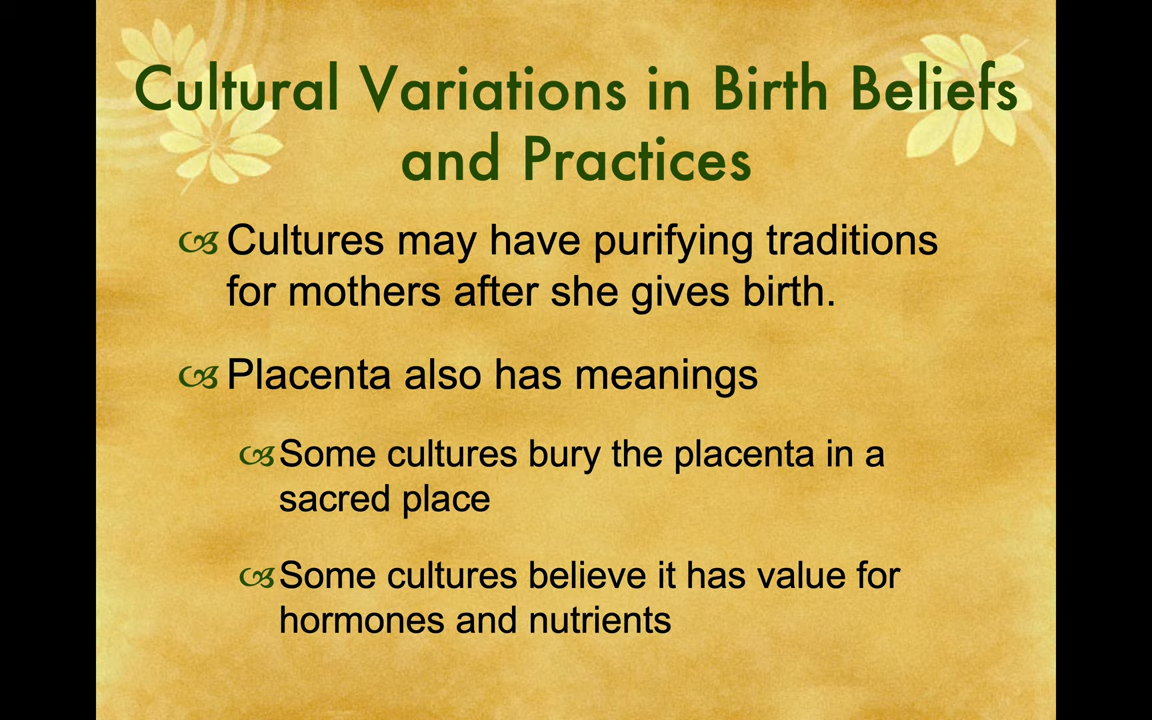 Cultural Variations in Birth Beliefs
and Practices
Cultures may have purifying traditions
for mothers after she gives birth.
Placenta also has meanings
Some cultures bury the placenta in a
sacred place
Some cultures believe it has value for
hormones and nutrients